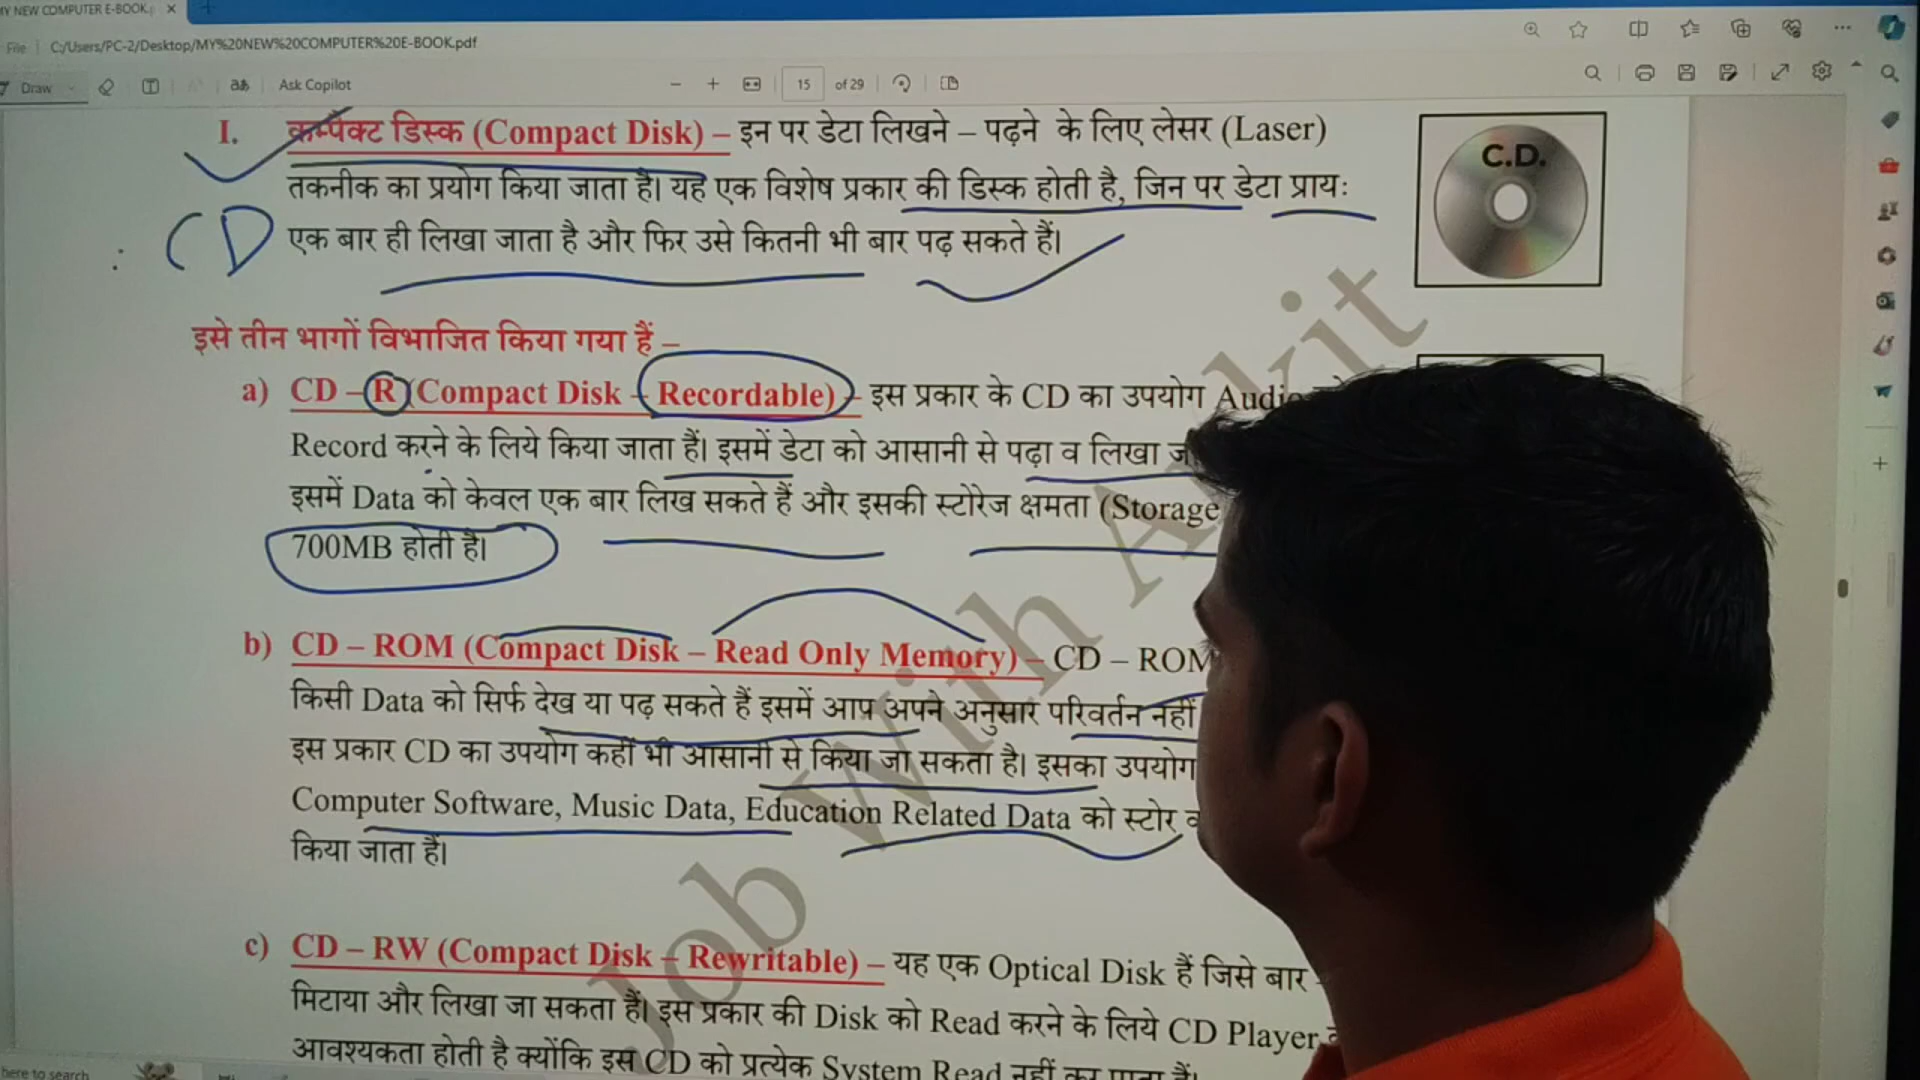 MY NEW COMPUTER E-BOOK.
File C:/Users/PC-2/Desktop/MY%20NEW%20COMPUTER%20E-BOOK.pdf
Draw aあ Ask Copilot 15 of 29
I. कम्पैक्ट डिस्क (Compact Disk) – इन पर डेटा लिखने – पढ़ने के लिए लेसर (Laser)
तकनीक का प्रयोग किया जाता है। यह एक विशेष प्रकार की डिस्क होती है, जिन पर डेटा प्रायः
CD एक बार ही लिखा जाता है और फिर उसे कितनी भी बार पढ़ सकते हैं।
C.D.
इसे तीन भागों विभाजित किया गया हैं –
a) CD – R (Compact Disk – Recordable) – इस प्रकार के CD का उपयोग Audio
Record करने के लिये किया जाता हैं। इसमें डेटा को आसानी से पढ़ा व लिखा
इसमें Data को केवल एक बार लिख सकते हैं और इसकी स्टोरेज क्षमता (Storage
700MB होती है।
b) CD – ROM (Compact Disk – Read Only Memory) – CD – ROM
किसी Data को सिर्फ देख या पढ़ सकते हैं इसमें आप अपने अनुसार परिवर्तन नहीं
इस प्रकार CD का उपयोग कहीं भी आसानी से किया जा सकता है। इसका उपयोग
Computer Software, Music Data, Education Related Data को स्टोर
किया जाता हैं।
c) CD – RW (Compact Disk – Rewritable) – यह एक Optical Disk हैं जिसे बार
मिटाया और लिखा जा सकता हैं। इस प्रकार की Disk को Read करने के लिये CD Player
आवश्यकता होती है क्योंकि इस CD को प्रत्येक System Read नहीं कर पाता हैं।
Job With Ankit
here to search